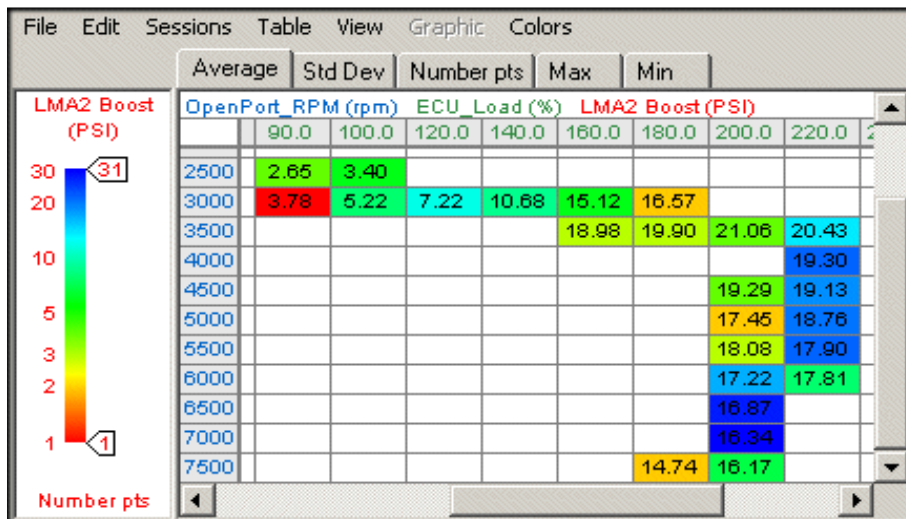 File Edit Sessions Table View Graphic Colors
Average Std Dev Number pts Max Min
LMA2 Boost
(PSI)
30 31
20
10
5
3
2
1 1
Number pts
OpenPort_RPM (rpm) ECU_Load (%) LMA2 Boost (PSI)
90.0 100.0 120.0 140.0 160.0 180.0 200.0 220.0
2500 2.65 3.40
3000 3.78 5.22 7.22 10.68 15.12 16.57
3500 18.98 19.90 21.06 20.43
4000 19.30
4500 19.29 19.13
5000 17.45 18.76
5500 18.08 17.90
6000 17.22 17.81
6500 16.87
7000 16.34
7500 14.74 16.17